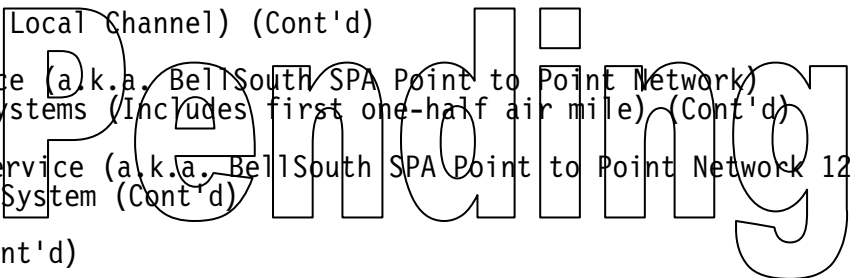 Local Channel) (Cont'd)
ce (a.k.a. BellSouth SPA Point to Point Network)
ystems (Includes first one-half air mile) (Cont'd)
ervice (a.k.a. BellSouth SPA Point to Point Network 12
System (Cont'd)
nt'd)
Pending